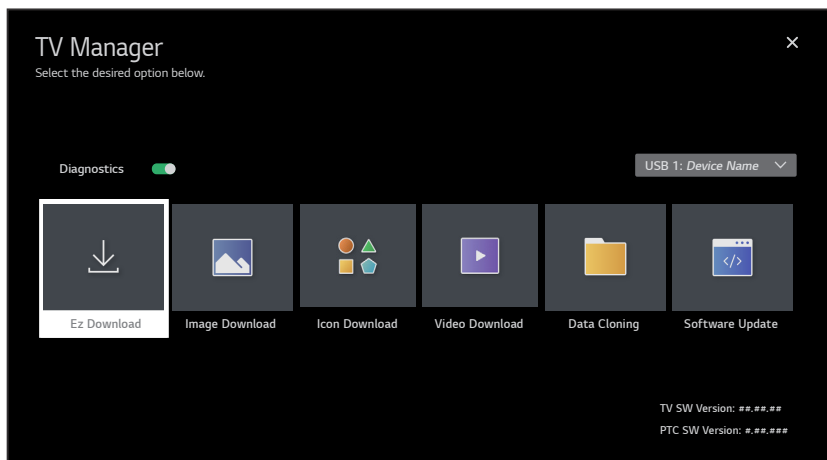 TV Manager
Select the desired option below.
Diagnostics
USB 1: Device Name
Ez Download
Image Download
Icon Download
Video Download
Data Cloning
</>
Software Update
TV SW Version: ##.##.##
PTC SW Version: #.##.###